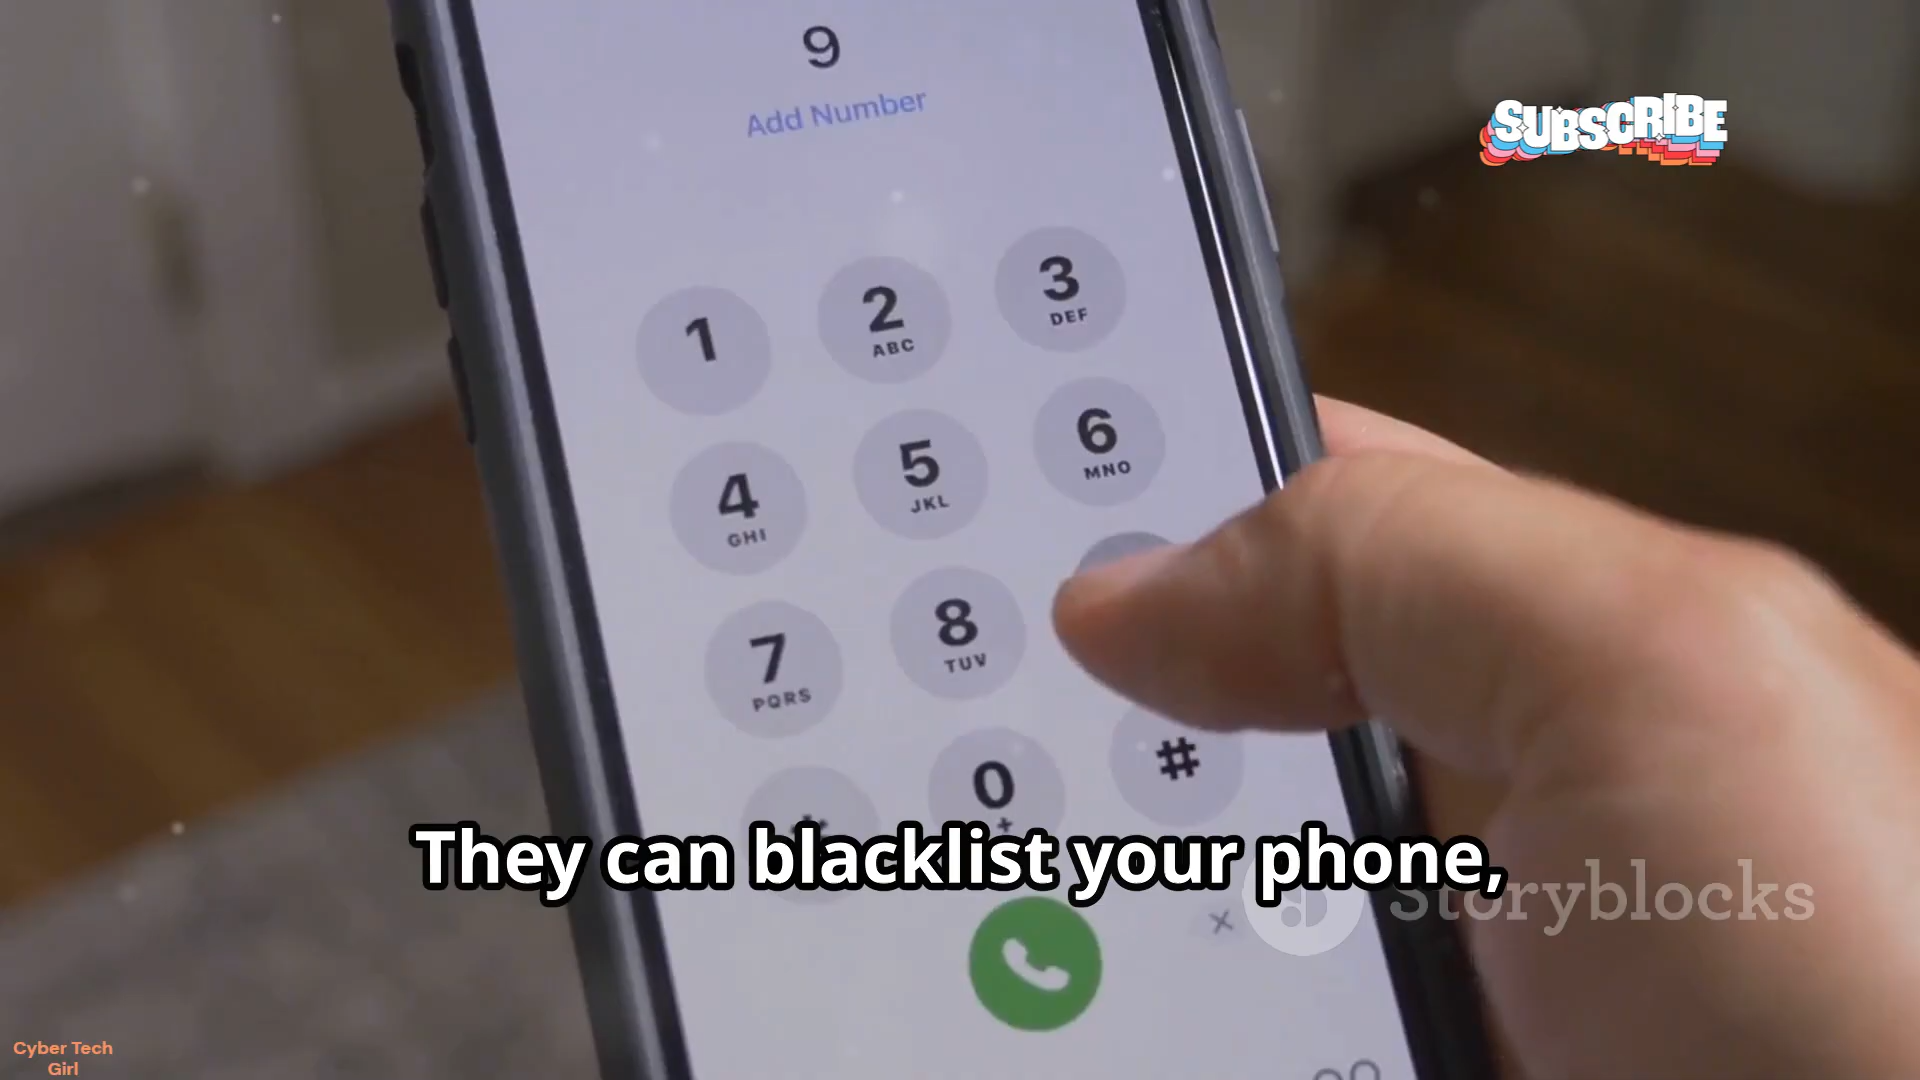 9
Add Number
SUBSCRIBE
1
2
ABC
3
DEF
4
GHI
5
JKL
6
MNO
7
PQRS
8
TUV
0
+
#
They can blacklist your phone,
Storyblocks
Cyber Tech
Girl